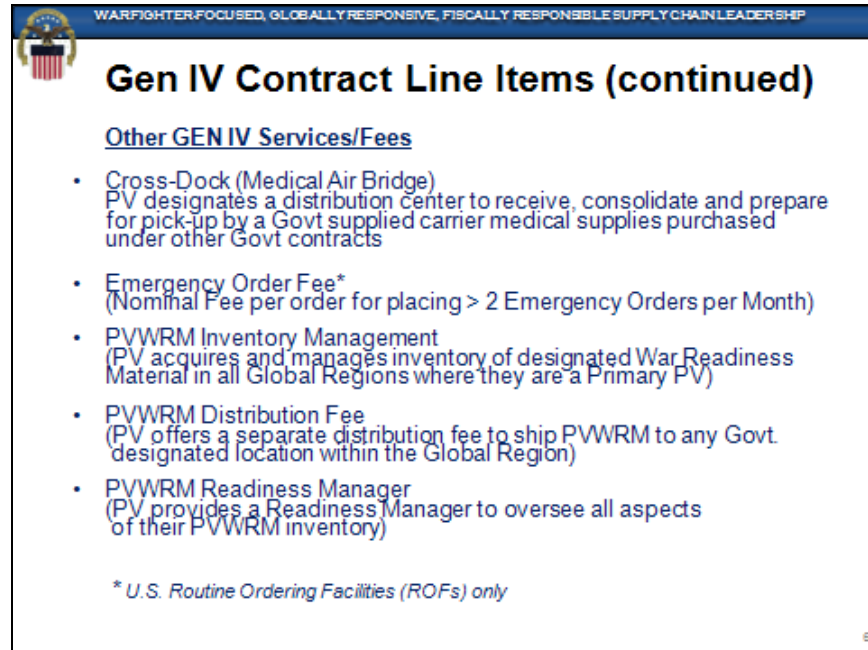 WARFIGHTER-FOCUSED, GLOBALLY RESPONSIVE, FISCALLY RESPONSIBLE SUPPLY CHAIN LEADERSHIP
Gen IV Contract Line Items (continued)
Other GEN IV Services/Fees
• Cross-Dock (Medical Air Bridge)
PV designates a distribution center to receive, consolidate and prepare
for pick-up by a Govt supplied carrier medical supplies purchased
under other Govt contracts
• Emergency Order Fee*
(Nominal Fee per order for placing > 2 Emergency Orders per Month)
• PVWRM Inventory Management
(PV acquires and manages inventory of designated War Readiness
Material in all Global Regions where they are a Primary PV)
• PVWRM Distribution Fee
(PV offers a separate distribution fee to ship PVWRM to any Govt.
designated location within the Global Region)
• PVWRM Readiness Manager
(PV provides a Readiness Manager to oversee all aspects
of their PVWRM inventory)
* U.S. Routine Ordering Facilities (ROFs) only